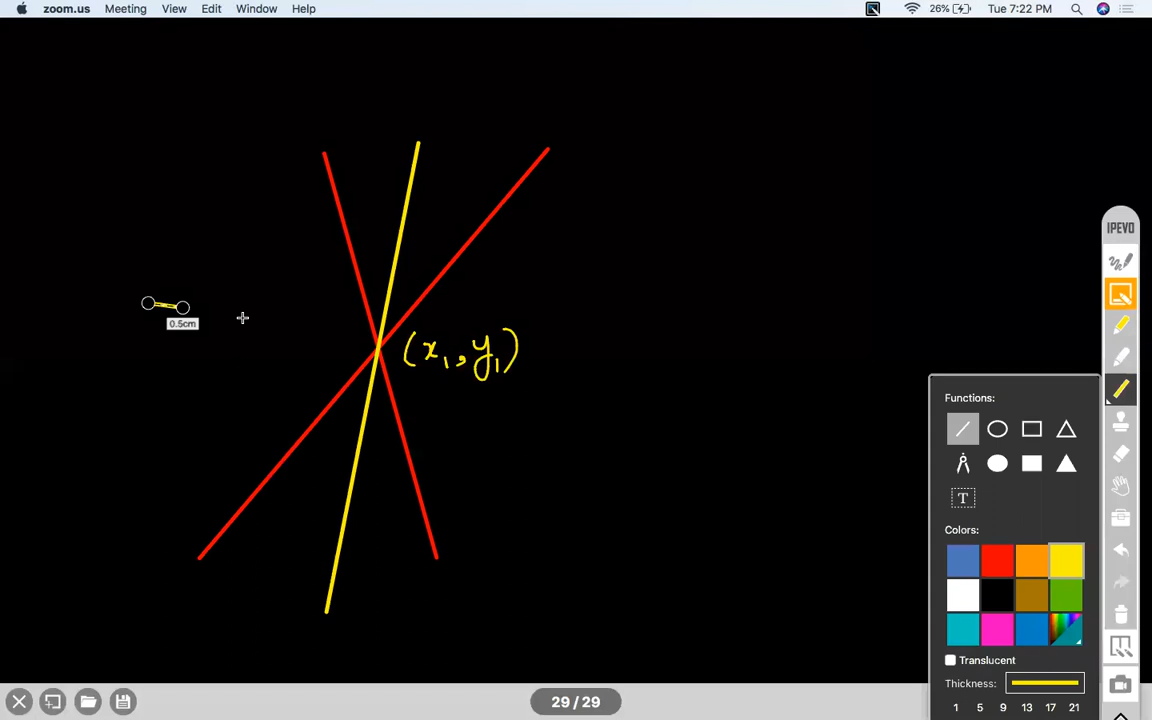 zoom.us Meeting View Edit Window Help 26% Tue 7:22 PM
IPEVO
0.5cm
(x₁, y₁)
Functions:
T
Colors:
Translucent
Thickness:
1 5 9 13 17 21
29 / 29